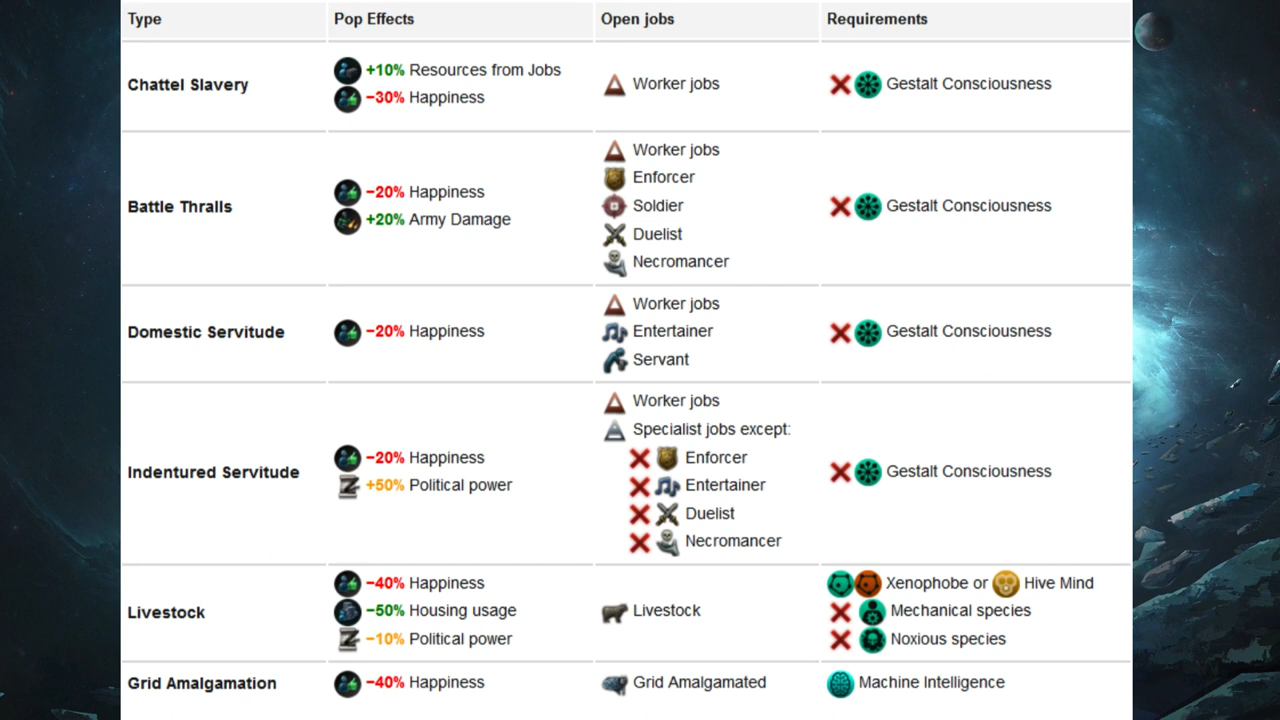 Type Pop Effects Open jobs Requirements
Chattel Slavery
+10% Resources from Jobs
−30% Happiness
Worker jobs
Gestalt Consciousness
Battle Thralls
−20% Happiness
+20% Army Damage
Worker jobs
Enforcer
Soldier
Duelist
Necromancer
Gestalt Consciousness
Domestic Servitude
−20% Happiness
Worker jobs
Entertainer
Servant
Gestalt Consciousness
Indentured Servitude
−20% Happiness
+50% Political power
Worker jobs
Specialist jobs except:
Enforcer
Entertainer
Duelist
Necromancer
Gestalt Consciousness
Livestock
−40% Happiness
−50% Housing usage
−10% Political power
Livestock
Xenophobe or Hive Mind
Mechanical species
Noxious species
Grid Amalgamation
−40% Happiness
Grid Amalgamated
Machine Intelligence